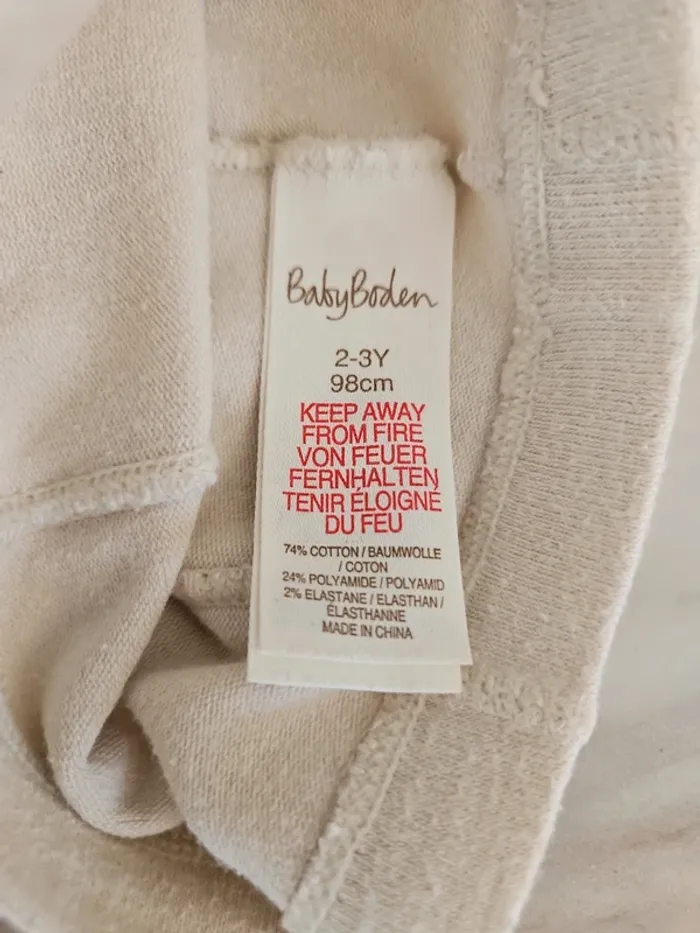 BabyBoden
2-3Y
98cm
KEEP AWAY
FROM FIRE
VON FEUER
FERNHALTEN
TENIR ÉLOIGNÉ
DU FEU
74% COTTON / BAUMWOLLE
/ COTON
24% POLYAMIDE / POLYAMID
2% ELASTANE / ELASTHAN /
ÉLASTHANNE
MADE IN CHINA